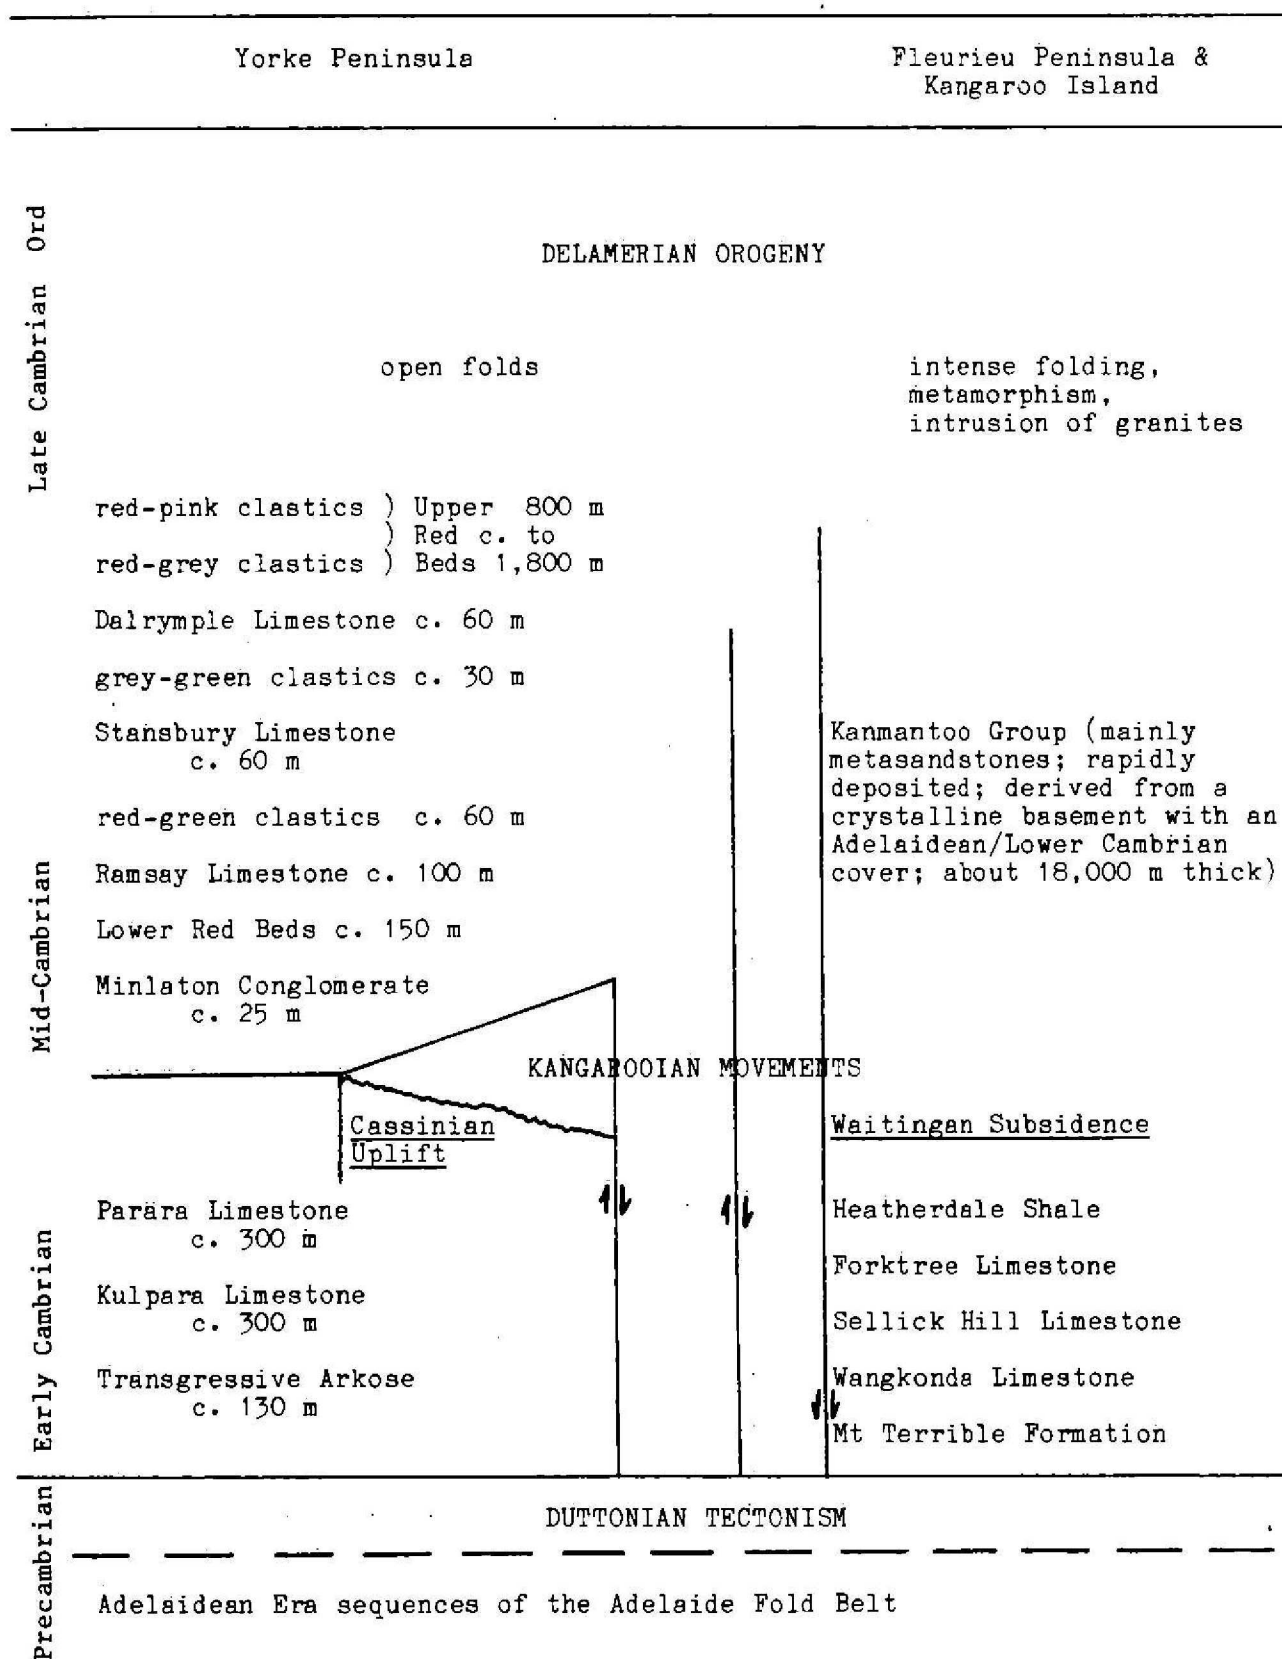 Yorke Peninsula
Fleurieu Peninsula &
Kangaroo Island
Late Cambrian Ord
DELAMERIAN OROGENY
open folds
intense folding,
metamorphism,
intrusion of granites
red-pink clastics ) Upper 800 m
) Red c. to
red-grey clastics ) Beds 1,800 m
Dalrymple Limestone c. 60 m
grey-green clastics c. 30 m
Stansbury Limestone
c. 60 m
red-green clastics c. 60 m
Ramsay Limestone c. 100 m
Lower Red Beds c. 150 m
Minlaton Conglomerate
c. 25 m
Kanmantoo Group (mainly
metasandstones; rapidly
deposited; derived from a
crystalline basement with an
Adelaidean/Lower Cambrian
cover; about 18,000 m thick)
Mid-Cambrian
KANGAROOIAN MOVEMENTS
Cassinian
Uplift
Waitingan Subsidence
Early Cambrian
Parara Limestone
c. 300 m
Kulpara Limestone
c. 300 m
Transgressive Arkose
c. 130 m
Heatherdale Shale
Forktree Limestone
Sellick Hill Limestone
Wangkonda Limestone
Mt Terrible Formation
Precambrian
DUTTONIAN TECTONISM
Adelaidean Era sequences of the Adelaide Fold Belt